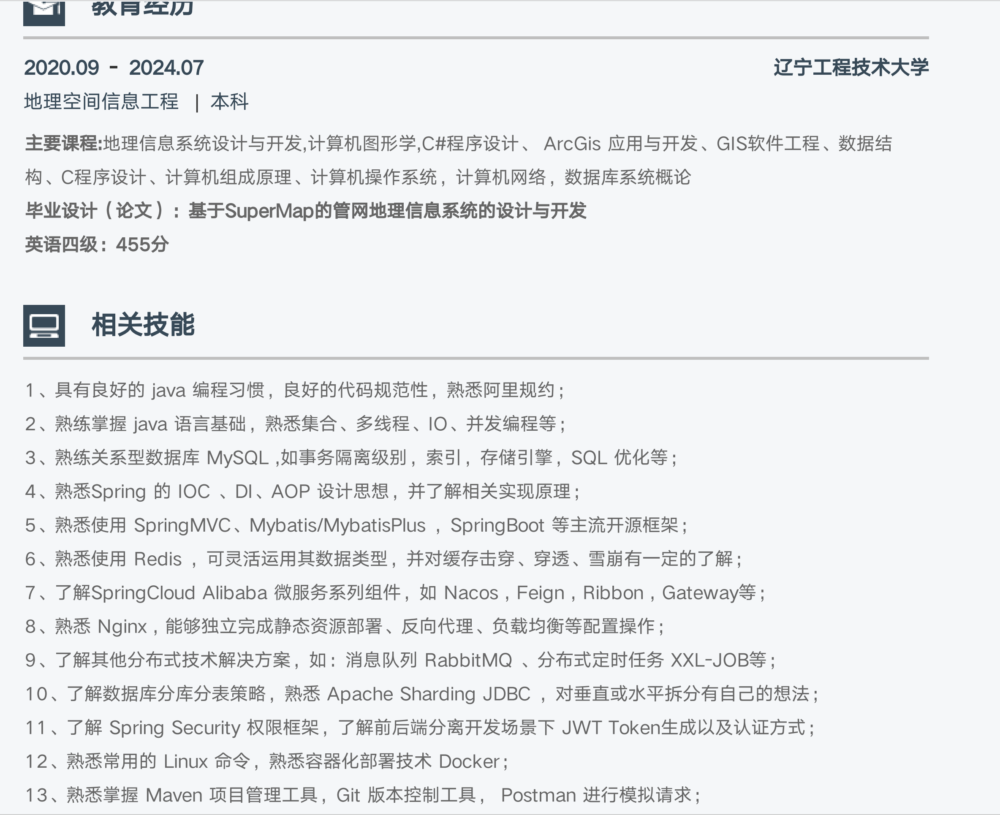 教育经历
2020.09 - 2024.07 辽宁工程技术大学
地理空间信息工程 | 本科
主要课程:地理信息系统设计与开发,计算机图形学,C#程序设计、 ArcGis 应用与开发、GIS软件工程、数据结
构、C程序设计、计算机组成原理、计算机操作系统，计算机网络，数据库系统概论
毕业设计（论文）：基于SuperMap的管网地理信息系统的设计与开发
英语四级：455分
相关技能
1、具有良好的 java 编程习惯，良好的代码规范性，熟悉阿里规约；
2、熟练掌握 java 语言基础，熟悉集合、多线程、IO、并发编程等；
3、熟练关系型数据库 MySQL ,如事务隔离级别，索引，存储引擎，SQL 优化等；
4、熟悉Spring 的 IOC 、DI、AOP 设计思想，并了解相关实现原理；
5、熟悉使用 SpringMVC、Mybatis/MybatisPlus ，SpringBoot 等主流开源框架；
6、熟悉使用 Redis ，可灵活运用其数据类型，并对缓存击穿、穿透、雪崩有一定的了解；
7、了解SpringCloud Alibaba 微服务系列组件，如 Nacos , Feign , Ribbon , Gateway等；
8、熟悉 Nginx , 能够独立完成静态资源部署、反向代理、负载均衡等配置操作；
9、了解其他分布式技术解决方案，如：消息队列 RabbitMQ 、分布式定时任务 XXL-JOB等；
10、了解数据库分库分表策略，熟悉 Apache Sharding JDBC ，对垂直或水平拆分有自己的想法；
11、了解 Spring Security 权限框架，了解前后端分离开发场景下 JWT Token生成以及认证方式；
12、熟悉常用的 Linux 命令，熟悉容器化部署技术 Docker；
13、熟悉掌握 Maven 项目管理工具，Git 版本控制工具， Postman 进行模拟请求；